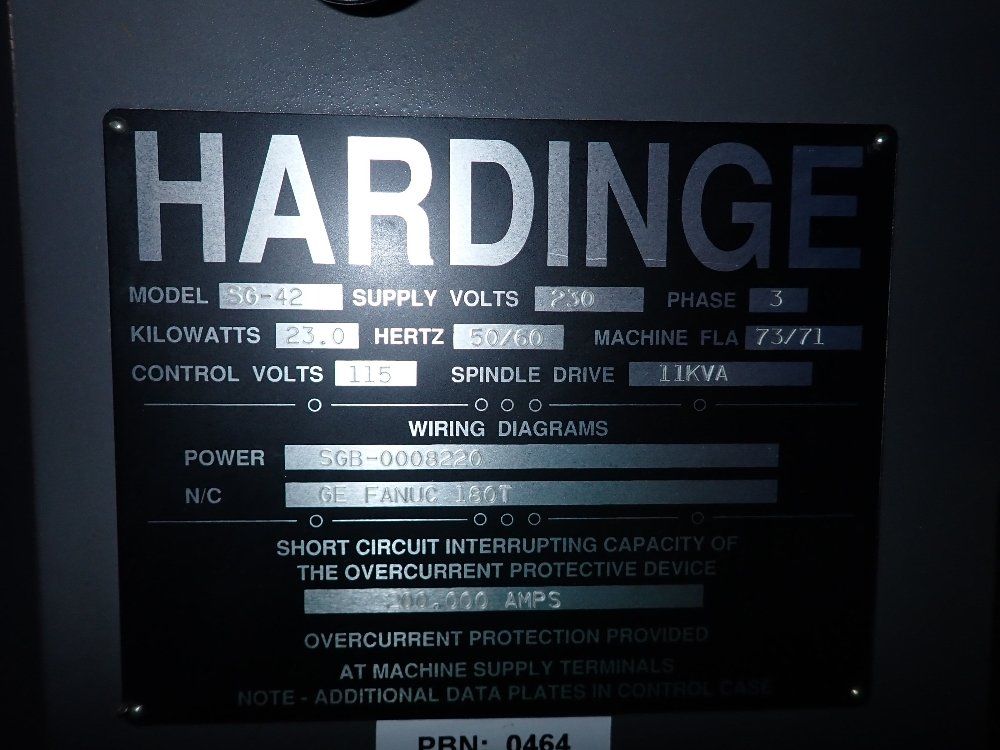 HARDINGE
MODEL SG-42 SUPPLY VOLTS 230 PHASE 3
KILOWATTS 23.0 HERTZ 50/60 MACHINE FLA 73/71
CONTROL VOLTS 115 SPINDLE DRIVE 11KVA
WIRING DIAGRAMS
POWER SGB-0008220
N/C GE FANUC 180T
SHORT CIRCUIT INTERRUPTING CAPACITY OF
THE OVERCURRENT PROTECTIVE DEVICE
AMPS
OVERCURRENT PROTECTION PROVIDED
AT MACHINE SUPPLY TERMINALS
NOTE - ADDITIONAL DATA PLATES IN CONTROL CASE
PBN: 0464